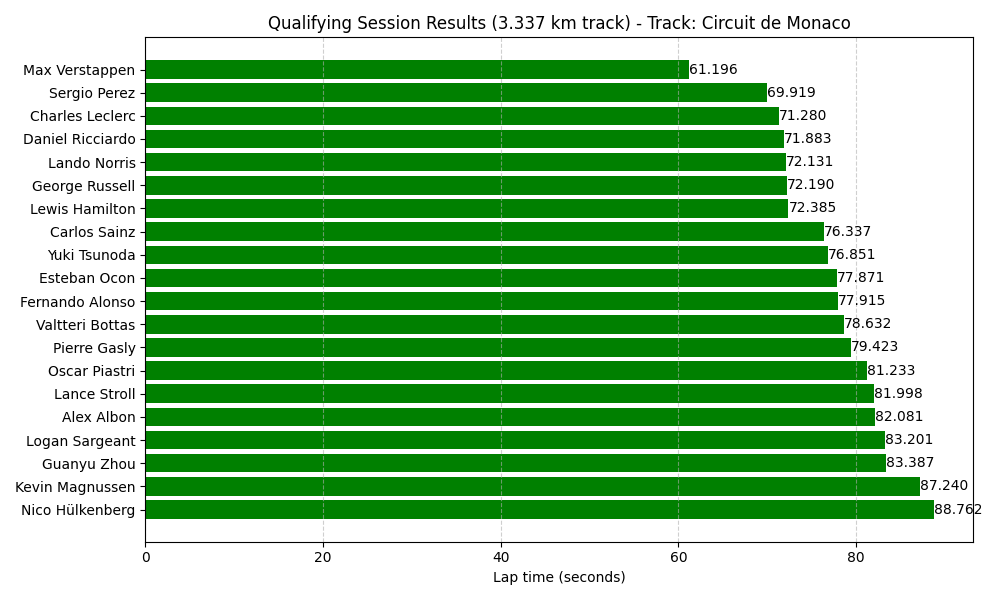 Qualifying Session Results (3.337 km track) - Track: Circuit de Monaco
Max Verstappen 61.196
Sergio Perez 69.919
Charles Leclerc 71.280
Daniel Ricciardo 71.883
Lando Norris 72.131
George Russell 72.190
Lewis Hamilton 72.385
Carlos Sainz 76.337
Yuki Tsunoda 76.851
Esteban Ocon 77.871
Fernando Alonso 77.915
Valtteri Bottas 78.632
Pierre Gasly 79.423
Oscar Piastri 81.233
Lance Stroll 81.998
Alex Albon 82.081
Logan Sargeant 83.201
Guanyu Zhou 83.387
Kevin Magnussen 87.240
Nico Hülkenberg 88.762
0 20 40 60 80
Lap time (seconds)